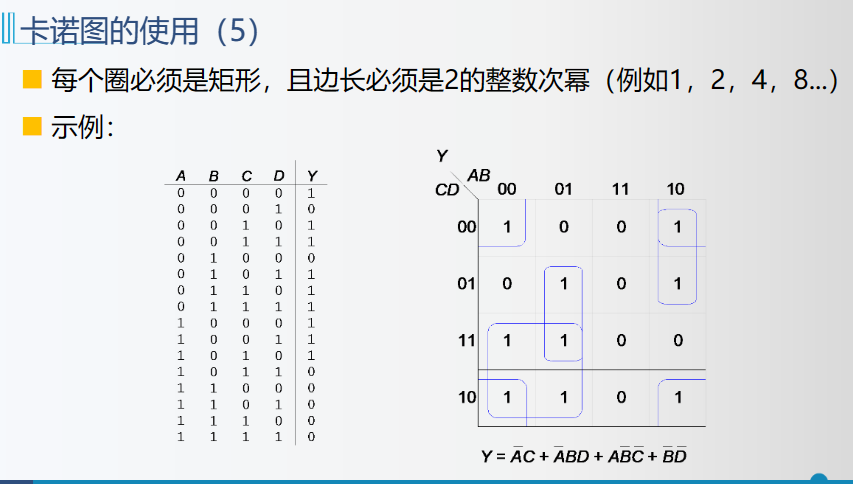 卡诺图的使用（5）
每个圈必须是矩形，且边长必须是2的整数次幂（例如1，2，4，8...）
示例：
A B C D Y
0 0 0 0 1
0 0 0 1 0
0 0 1 0 1
0 0 1 1 1
0 1 0 0 0
0 1 0 1 1
0 1 1 0 1
0 1 1 1 1
1 0 0 0 1
1 0 0 1 1
1 0 1 0 1
1 0 1 1 0
1 1 0 0 0
1 1 0 1 0
1 1 1 0 0
1 1 1 1 0
Y
AB
CD 00 01 11 10
00 1 0 0 1
01 0 1 0 1
11 1 1 0 0
10 1 1 0 1
Y = A̅C + A̅BD + AB̅C̅ + B̅D̅